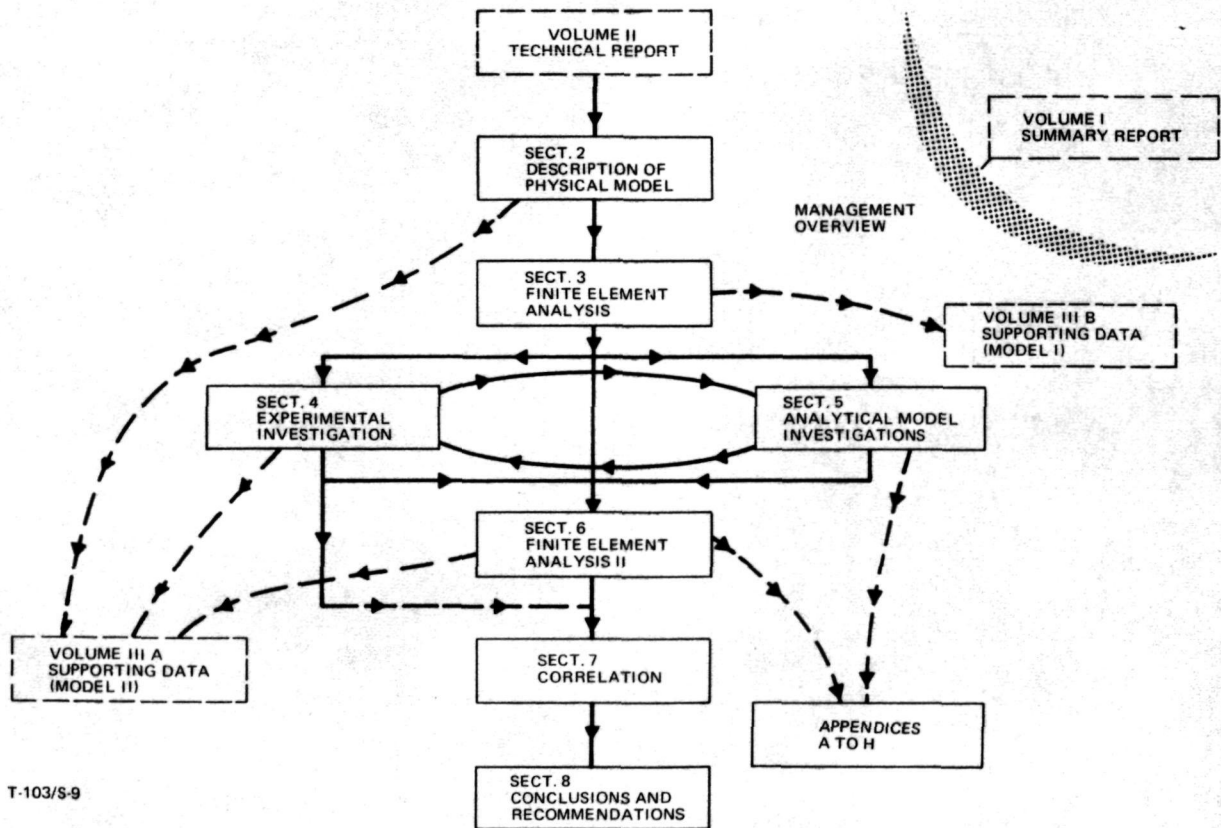 VOLUME II
TECHNICAL REPORT
VOLUME I
SUMMARY REPORT
SECT. 2
DESCRIPTION OF
PHYSICAL MODEL
MANAGEMENT
OVERVIEW
SECT. 3
FINITE ELEMENT
ANALYSIS
VOLUME III B
SUPPORTING DATA
(MODEL I)
SECT. 4
EXPERIMENTAL
INVESTIGATION
SECT. 5
ANALYTICAL MODEL
INVESTIGATIONS
SECT. 6
FINITE ELEMENT
ANALYSIS II
VOLUME III A
SUPPORTING DATA
(MODEL II)
SECT. 7
CORRELATION
APPENDICES
A TO H
T-103/S-9
SECT. 8
CONCLUSIONS AND
RECOMMENDATIONS